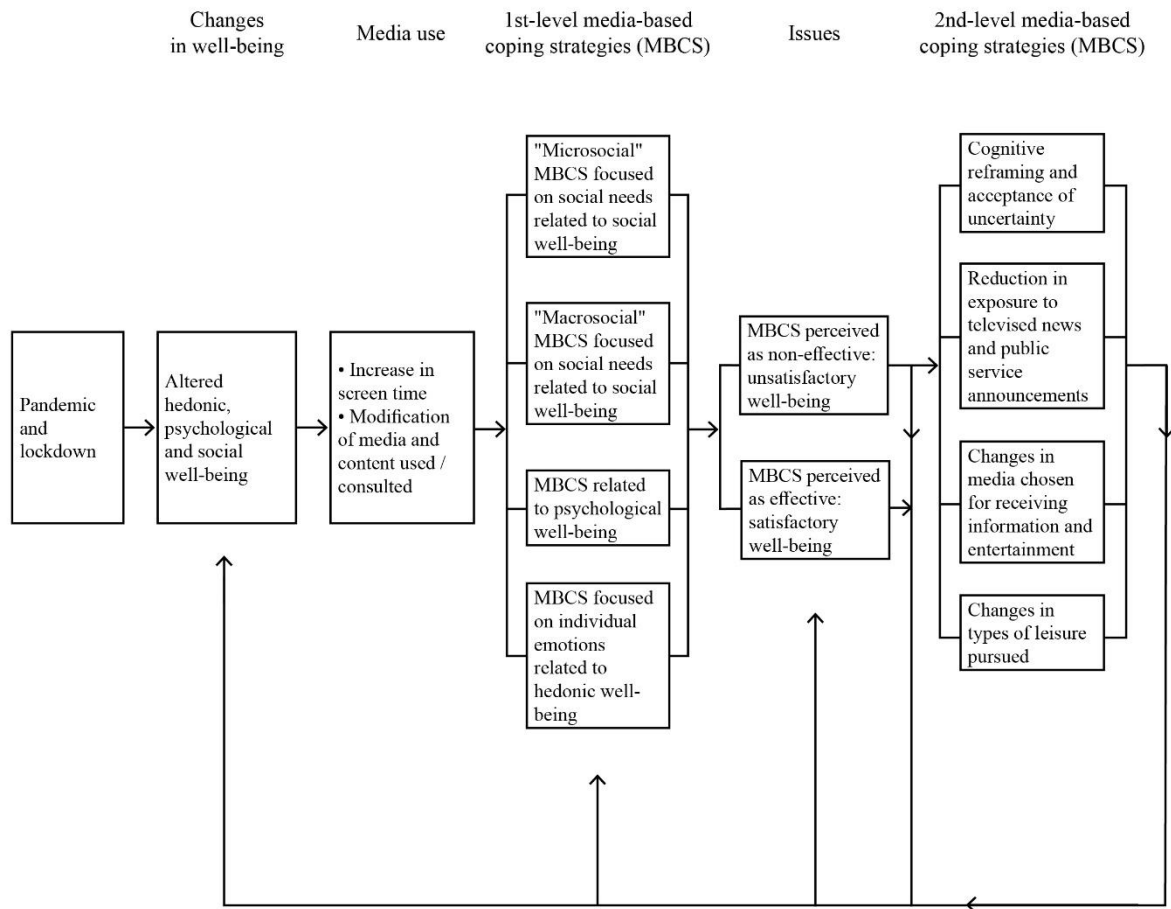 Changes
in well-being
Media use
1st-level media-based
coping strategies (MBCS)
Issues
2nd-level media-based
coping strategies (MBCS)
Pandemic
and
lockdown
Altered
hedonic,
psychological
and social
well-being
• Increase in
screen time
• Modification
of media and
content used /
consulted
"Microsocial"
MBCS focused
on social needs
related to social
well-being
"Macrosocial"
MBCS focused
on social needs
related to social
well-being
MBCS related
to psychological
well-being
MBCS focused
on individual
emotions
related to
hedonic well-
being
MBCS perceived
as non-effective:
unsatisfactory
well-being
MBCS perceived
as effective:
satisfactory
well-being
Cognitive
reframing and
acceptance of
uncertainty
Reduction in
exposure to
televised news
and public
service
announcements
Changes in
media chosen
for receiving
information and
entertainment
Changes in
types of leisure
pursued